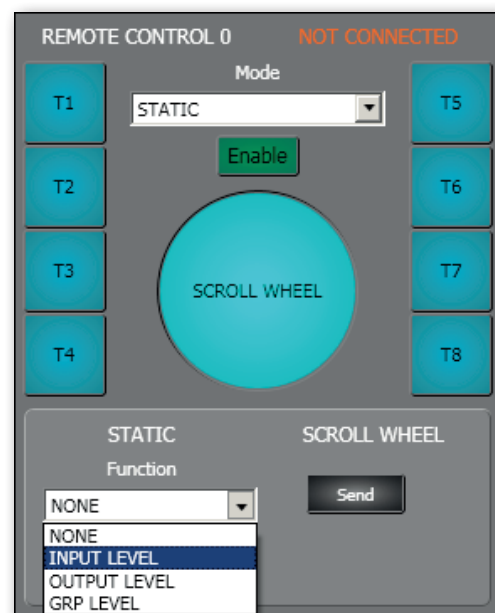 REMOTE CONTROL 0 NOT CONNECTED
Mode
T1 STATIC T5
Enable
T2 T6
T3 SCROLL WHEEL T7
T4 T8
STATIC SCROLL WHEEL
Function
NONE Send
NONE
INPUT LEVEL
OUTPUT LEVEL
GRP LEVEL